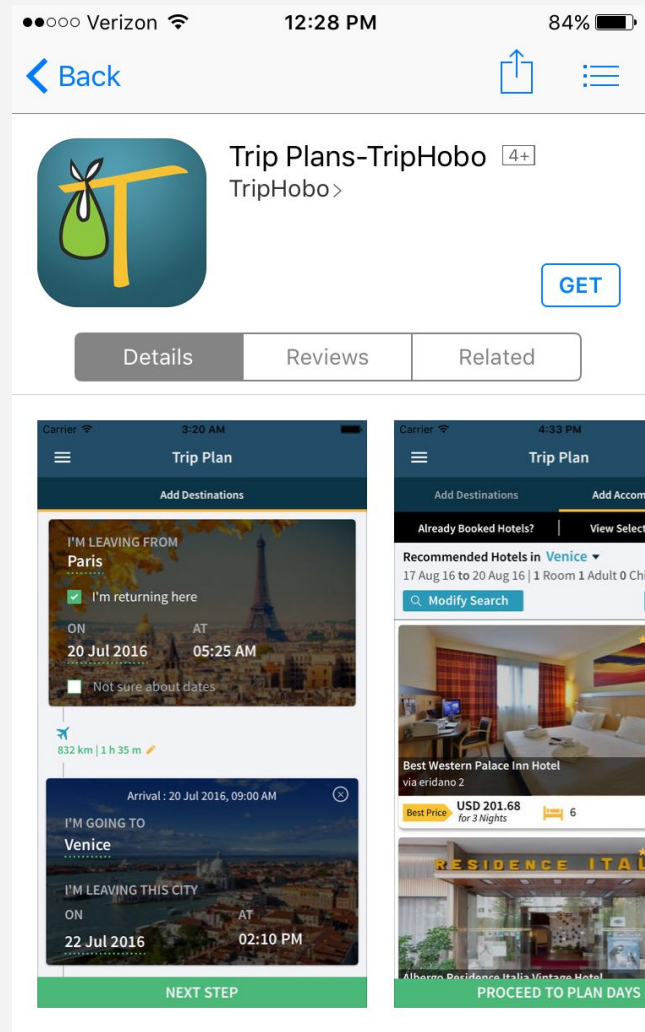 Verizon 12:28 PM 84%
Back
Trip Plans-TripHobo 4+
TripHobo>
GET
Details Reviews Related
Carrier 3:20 AM
Trip Plan
Add Destinations
I'M LEAVING FROM
Paris
I'm returning here
ON AT
20 Jul 2016 05:25 AM
Not sure about dates
832 km | 1 h 35 m
Arrival : 20 Jul 2016, 09:00 AM
I'M GOING TO
Venice
I'M LEAVING THIS CITY
ON AT
22 Jul 2016 02:10 PM
NEXT STEP
Carrier 4:33 PM
Trip Plan
Add Destinations Add Accom
Already Booked Hotels? | View Select
Recommended Hotels in Venice
17 Aug 16 to 20 Aug 16 | 1 Room 1 Adult 0 Chi
Modify Search
Best Western Palace Inn Hotel
via eridano 2
Best Price USD 201.68 6
for 3 Nights
RESIDENCE ITAL
Albergo Residence Italia Vintage Hotel
PROCEED TO PLAN DAYS